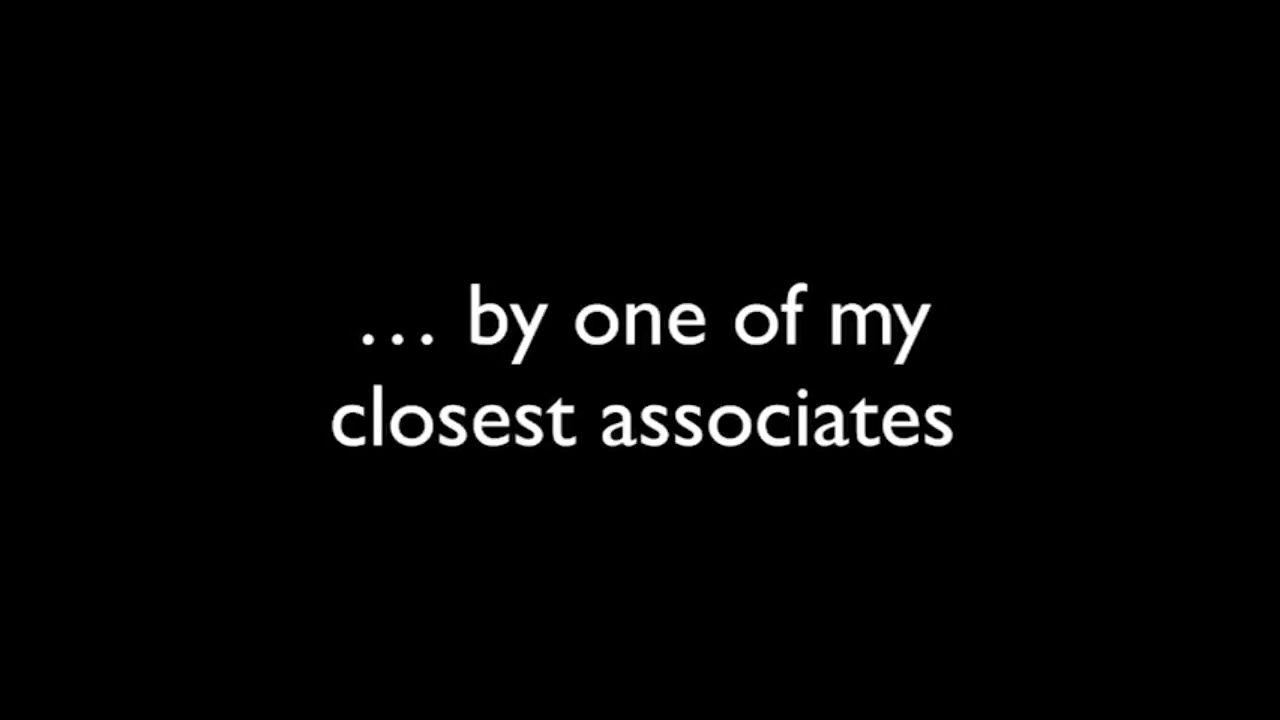 … by one of my
closest associates